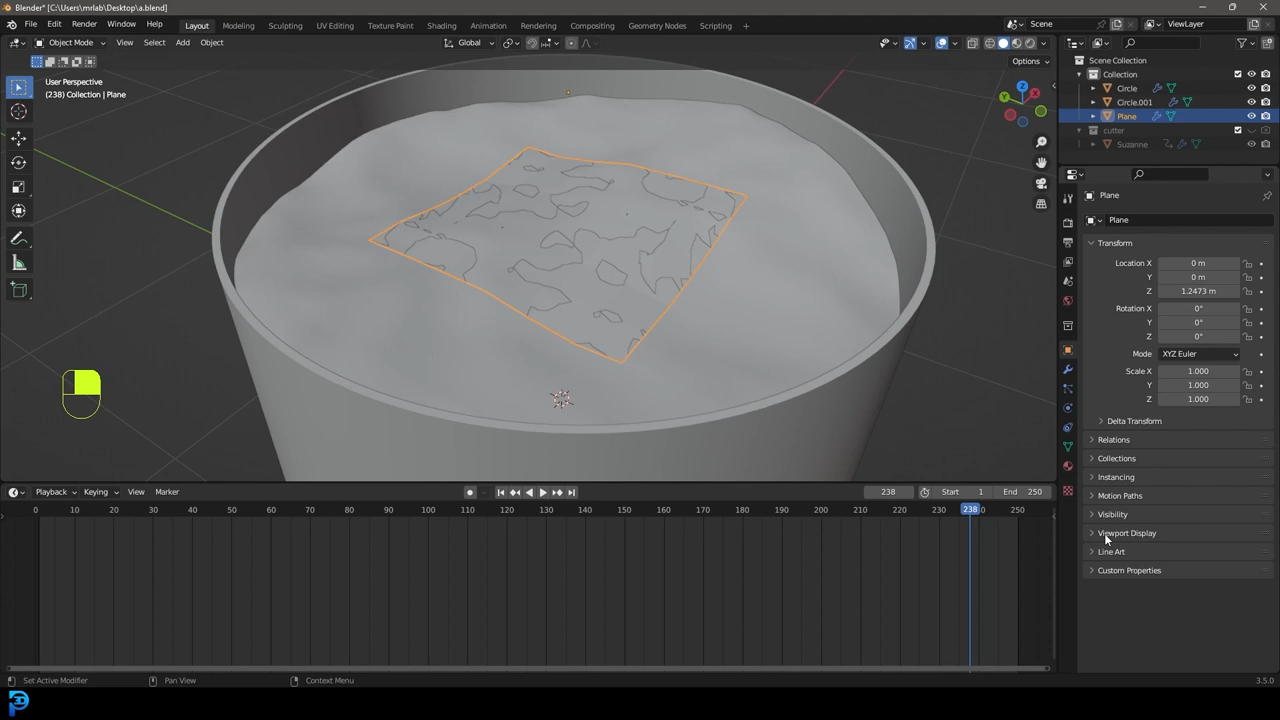 Blender* [C:\Users\mrlab\Desktop\a.blend]
File Edit Render Window Help Layout Modeling Sculpting UV Editing Texture Paint Shading Animation Rendering Compositing Geometry Nodes Scripting + Scene ViewLayer
Object Mode View Select Add Object Global
Options
User Perspective
(238) Collection | Plane
Z
Y
X
Scene Collection
Collection
Circle
Circle.001
Plane
cutter
Suzanne
Plane
Plane
Transform
Location X 0 m
Y 0 m
Z 1.2473 m
Rotation X 0°
Y 0°
Z 0°
Mode XYZ Euler
Scale X 1.000
Y 1.000
Z 1.000
Delta Transform
Relations
Collections
Instancing
Motion Paths
Visibility
Viewport Display
Line Art
Custom Properties
Playback Keying View Marker 238 Start 1 End 250
0 10 20 30 40 50 60 70 80 90 100 110 120 130 140 150 160 170 180 190 200 210 220 230 238 0 250
Set Active Modifier Pan View Context Menu 3.5.0